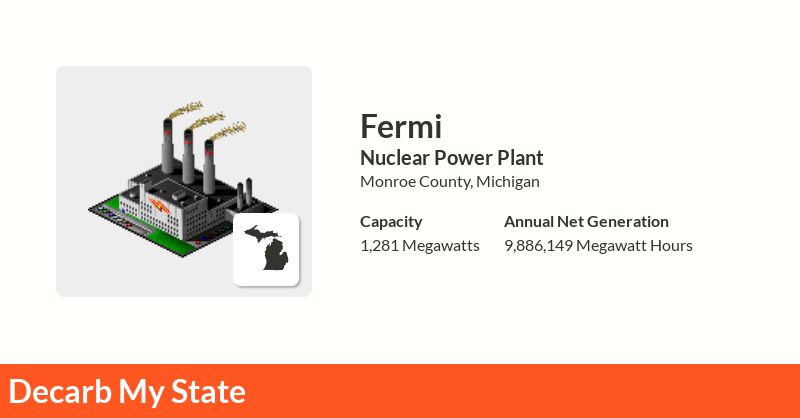 Fermi
Nuclear Power Plant
Monroe County, Michigan
Capacity
1,281 Megawatts
Annual Net Generation
9,886,149 Megawatt Hours
Decarb My State